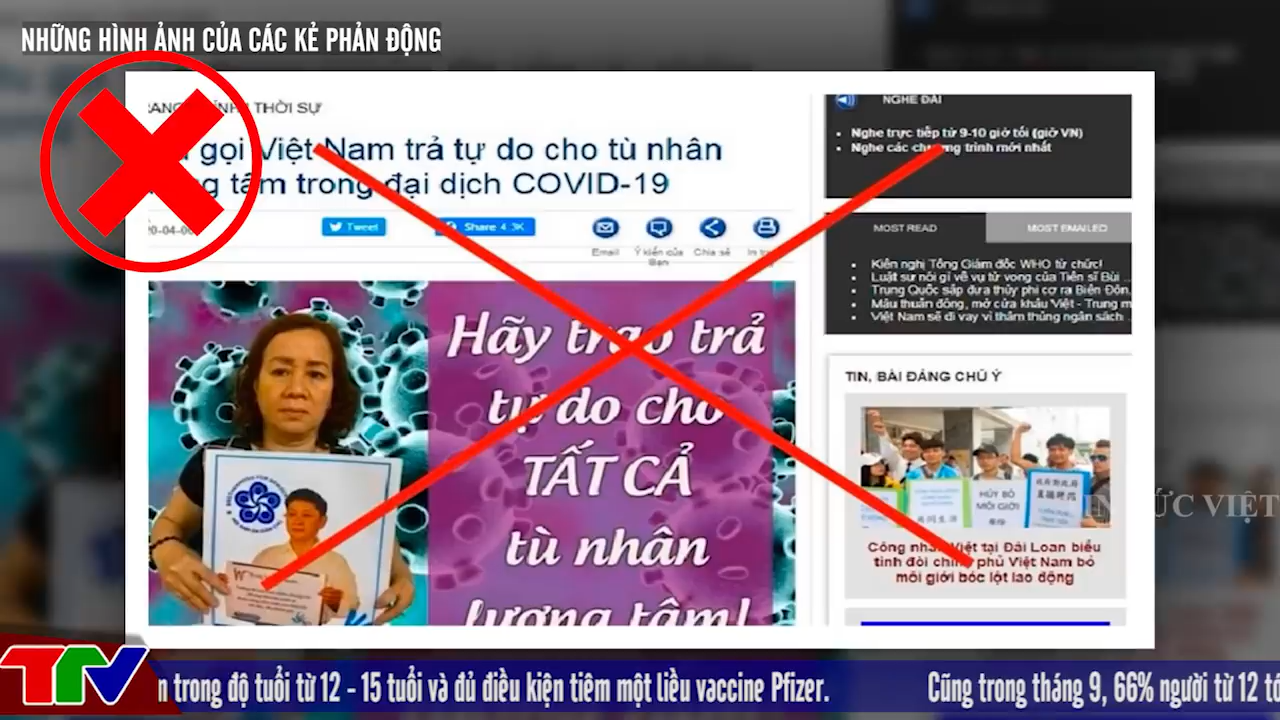 NHỮNG HÌNH ẢNH CỦA CÁC KẺ PHẢN ĐỘNG
THỜI SỰ
gọi Việt Nam trả tự do cho tù nhân
tâm trong đại dịch COVID-19
Tweet
Share 4.3K
Email
Ý kiến của Bạn
Chia sẻ
In
Hãy trao trả
tự do cho
TẤT CẢ
tù nhân
lương tâm!
NGHE ĐÀI
Nghe trực tiếp từ 9-10 giờ tối (giờ VN)
Nghe các chương trình mới nhất
MOST READ
MOST EMAILED
Kiến nghị Tổng Giám đốc WHO từ chức!
Luật sư nói gì về vụ tử vong của Tiến sĩ Bùi ...
Trung Quốc sắp đưa thủy phi cơ ra Biển Đông,
Mâu thuẫn đông, mở cửa khẩu Việt - Trung m
Việt Nam sẽ đi vay vì thâm thủng ngân sách
TIN, BÀI ĐÁNG CHÚ Ý
HỦY BỎ
MÔI GIỚI
Công nhân Việt tại Đài Loan biểu
tình đòi chính phủ Việt Nam bỏ
môi giới bóc lột lao động
IN TỨC VIỆT
TTV
n trong độ tuổi từ 12 - 15 tuổi và đủ điều kiện tiêm một liều vaccine Pfizer.
Cũng trong tháng 9, 66% người từ 12 tổ